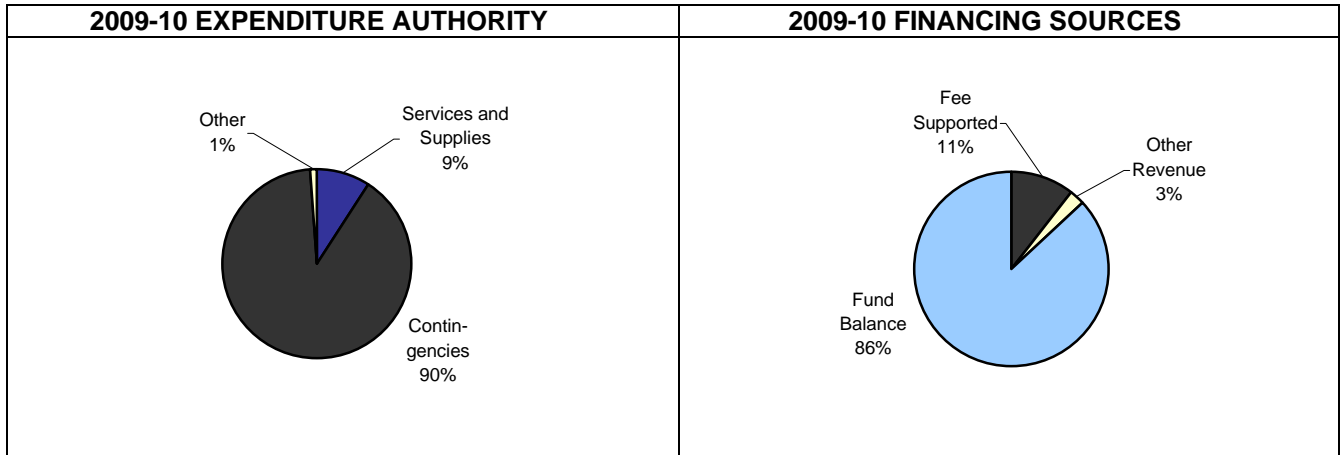 2009-10 EXPENDITURE AUTHORITY
Other
1%
Services and
Supplies
9%
Contin-
gencies
90%
2009-10 FINANCING SOURCES
Fee
Supported
11%
Other
Revenue
3%
Fund
Balance
86%